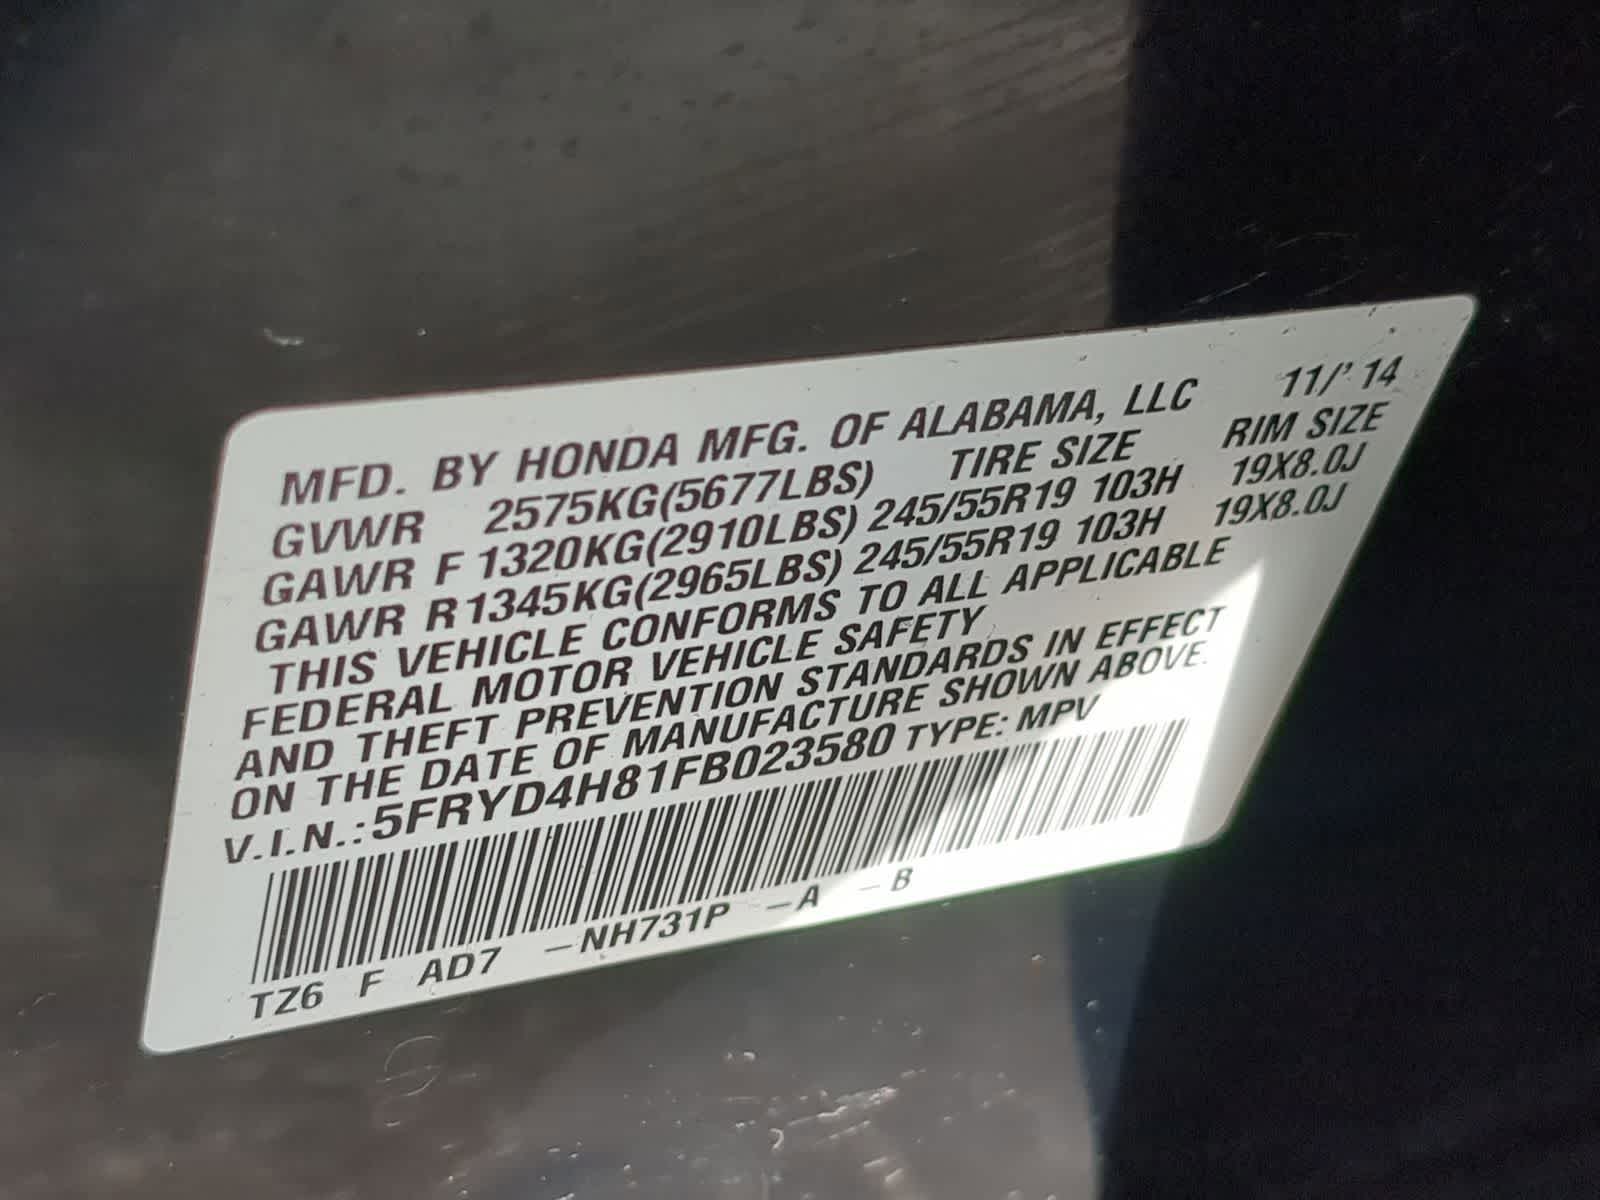 MFD. BY HONDA MFG. OF ALABAMA, LLC 11/' 14
GVWR 2575KG(5677LBS) TIRE SIZE RIM SIZE
GAWR F 1320KG(2910LBS) 245/55R19 103H 19X8.0J
GAWR R 1345KG(2965LBS) 245/55R19 103H 19X8.0J
THIS VEHICLE CONFORMS TO ALL APPLICABLE
FEDERAL MOTOR VEHICLE SAFETY
AND THEFT PREVENTION STANDARDS IN EFFECT
ON THE DATE OF MANUFACTURE SHOWN ABOVE.
V.I.N.:5FRYD4H81FB023580 TYPE: MPV
TZ6 F AD7 -NH731P -A -B